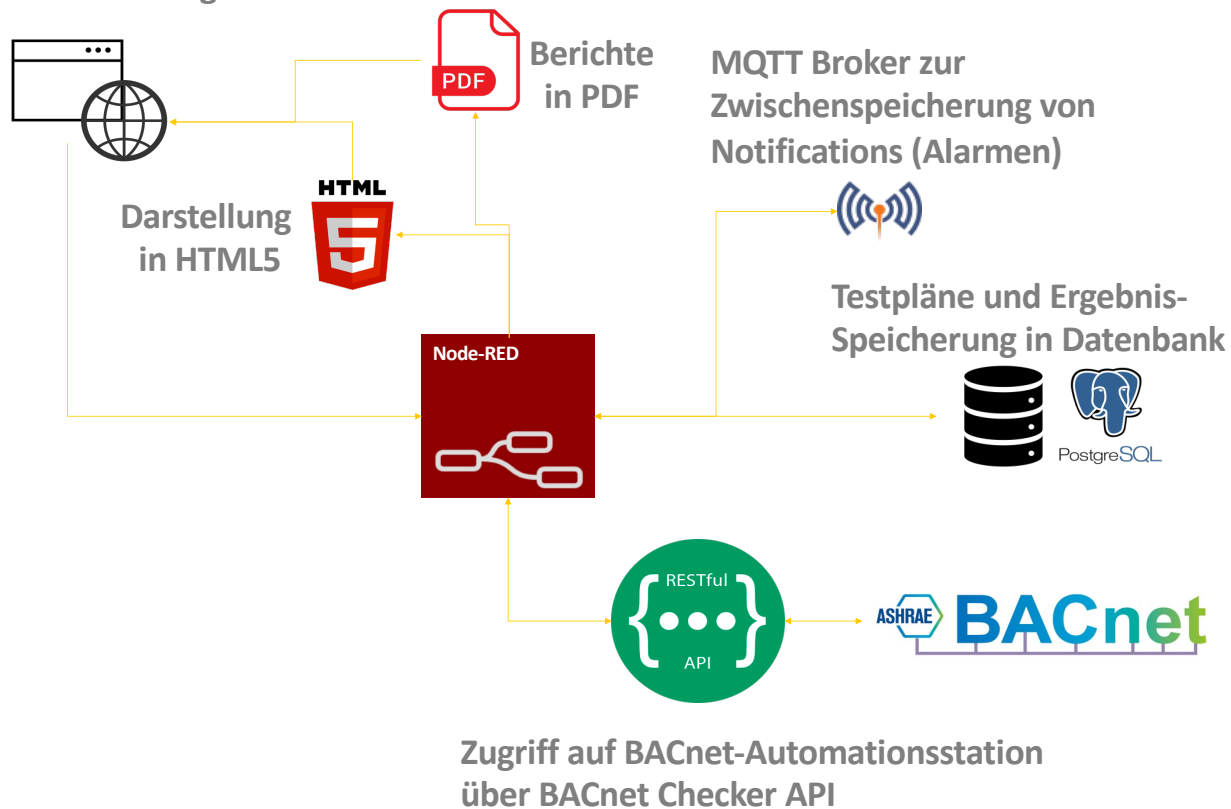 PDF
Berichte
in PDF
MQTT Broker zur
Zwischenspeicherung von
Notifications (Alarmen)
HTML
5
Darstellung
in HTML5
Testpläne und Ergebnis-
Speicherung in Datenbank
PostgreSQL
Node-RED
{ RESTful }
API
ASHRAE BACnet
Zugriff auf BACnet-Automationsstation
über BACnet Checker API